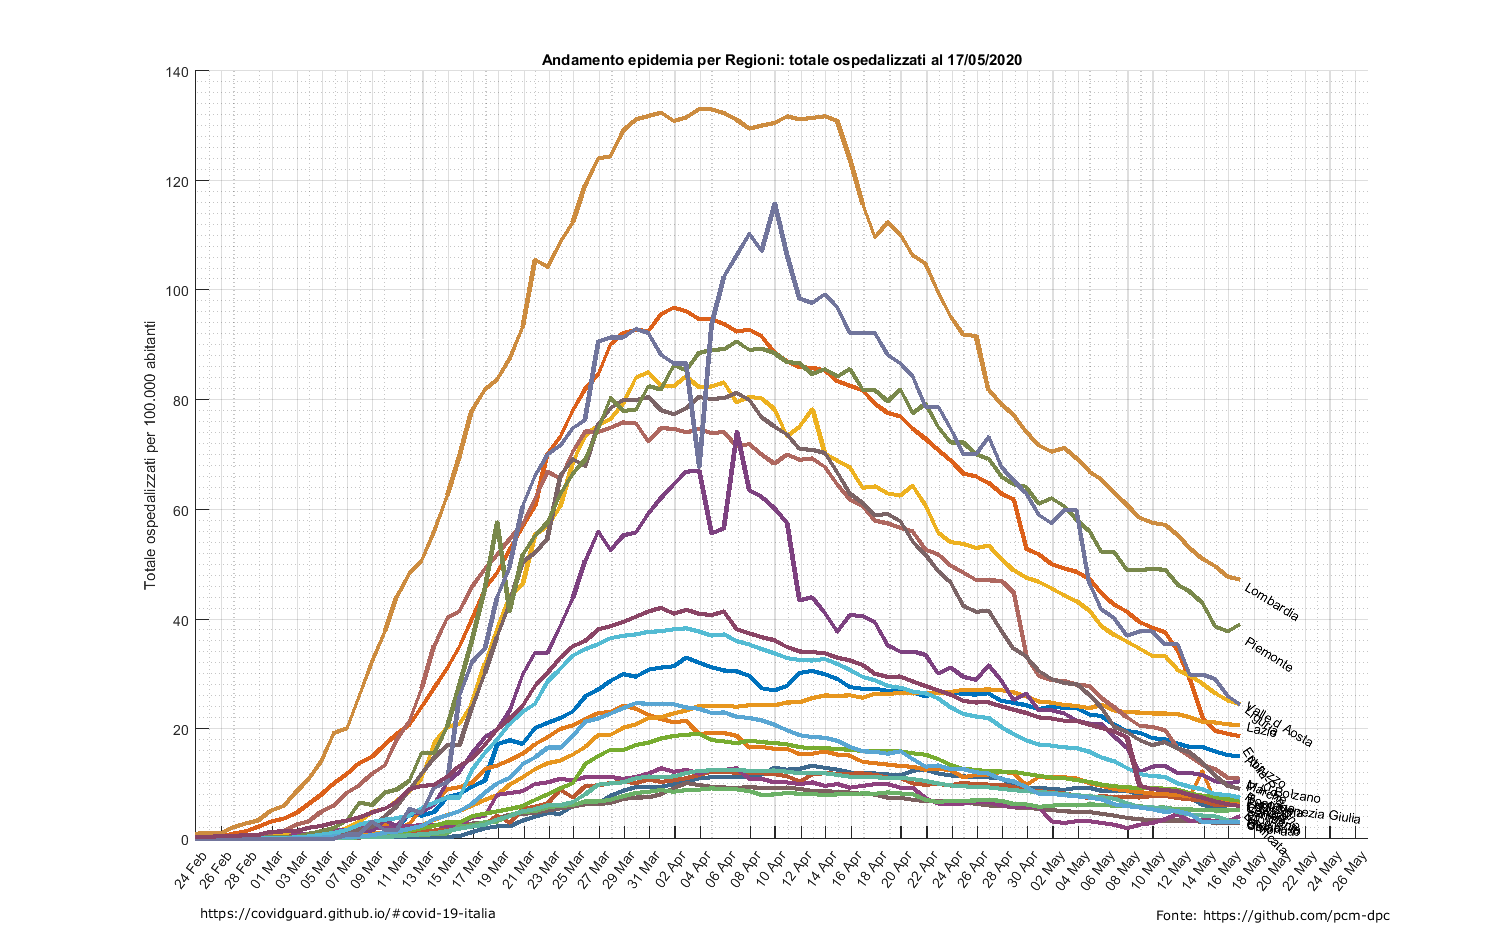 Andamento epidemia per Regioni: totale ospedalizzati al 17/05/2020
Totale ospedalizzati per 100.000 abitanti
140
120
100
80
60
40
20
0
Lombardia
Piemonte
Valle d'Aosta
Liguria
Lazio
24 Feb
26 Feb
28 Feb
01 Mar
03 Mar
05 Mar
07 Mar
09 Mar
11 Mar
13 Mar
15 Mar
17 Mar
19 Mar
21 Mar
23 Mar
25 Mar
27 Mar
29 Mar
31 Mar
02 Apr
04 Apr
06 Apr
08 Apr
10 Apr
12 Apr
14 Apr
16 Apr
18 Apr
20 Apr
22 Apr
24 Apr
26 Apr
28 Apr
30 Apr
02 May
04 May
06 May
08 May
10 May
12 May
14 May
16 May
18 May
20 May
22 May
24 May
26 May
https://covidguard.github.io/#covid-19-italia
Fonte: https://github.com/pcm-dpc